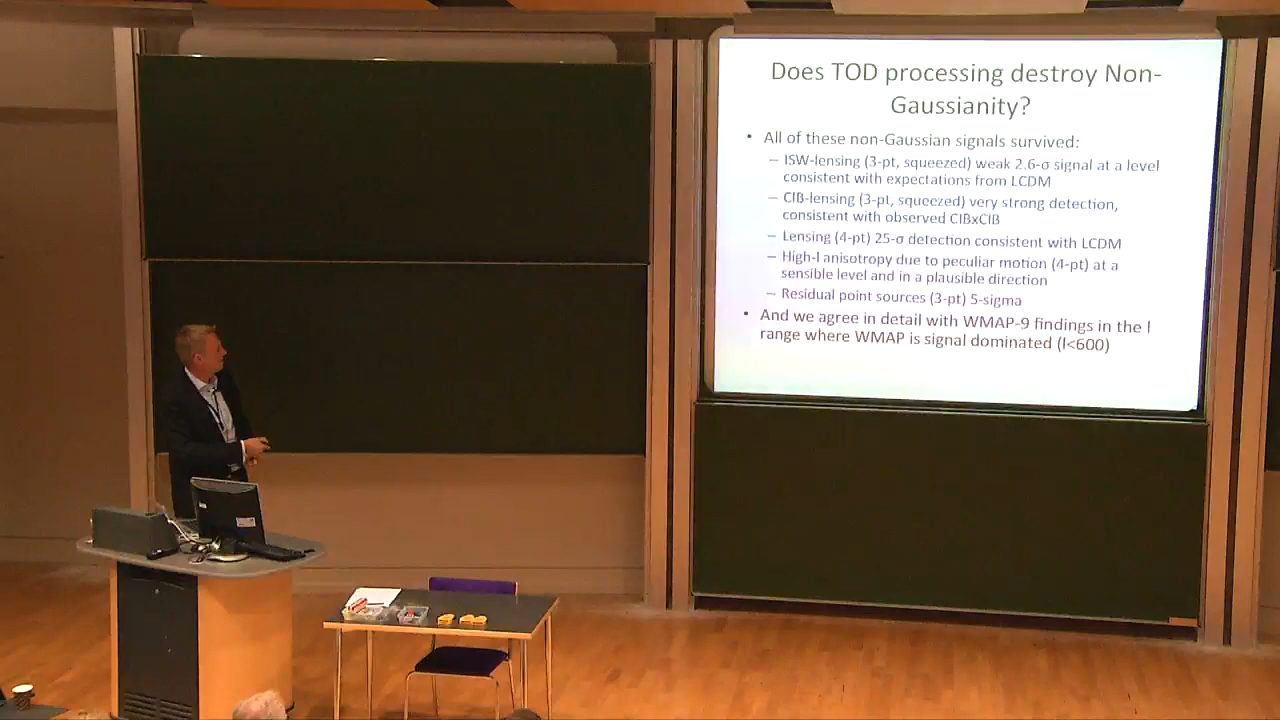 Does TOD processing destroy Non-
Gaussianity?
• All of these non-Gaussian signals survived:
– ISW-lensing (3-pt, squeezed) weak 2.6-σ signal at a level
consistent with expectations from LCDM
– CIB-lensing (3-pt, squeezed) very strong detection,
consistent with observed CIBxCIB
– Lensing (4-pt) 25-σ detection consistent with LCDM
– High-l anisotropy due to peculiar motion (4-pt) at a
sensible level and in a plausible direction
– Residual point sources (3-pt) 5-sigma
• And we agree in detail with WMAP-9 findings in the l
range where WMAP is signal dominated (l<600)